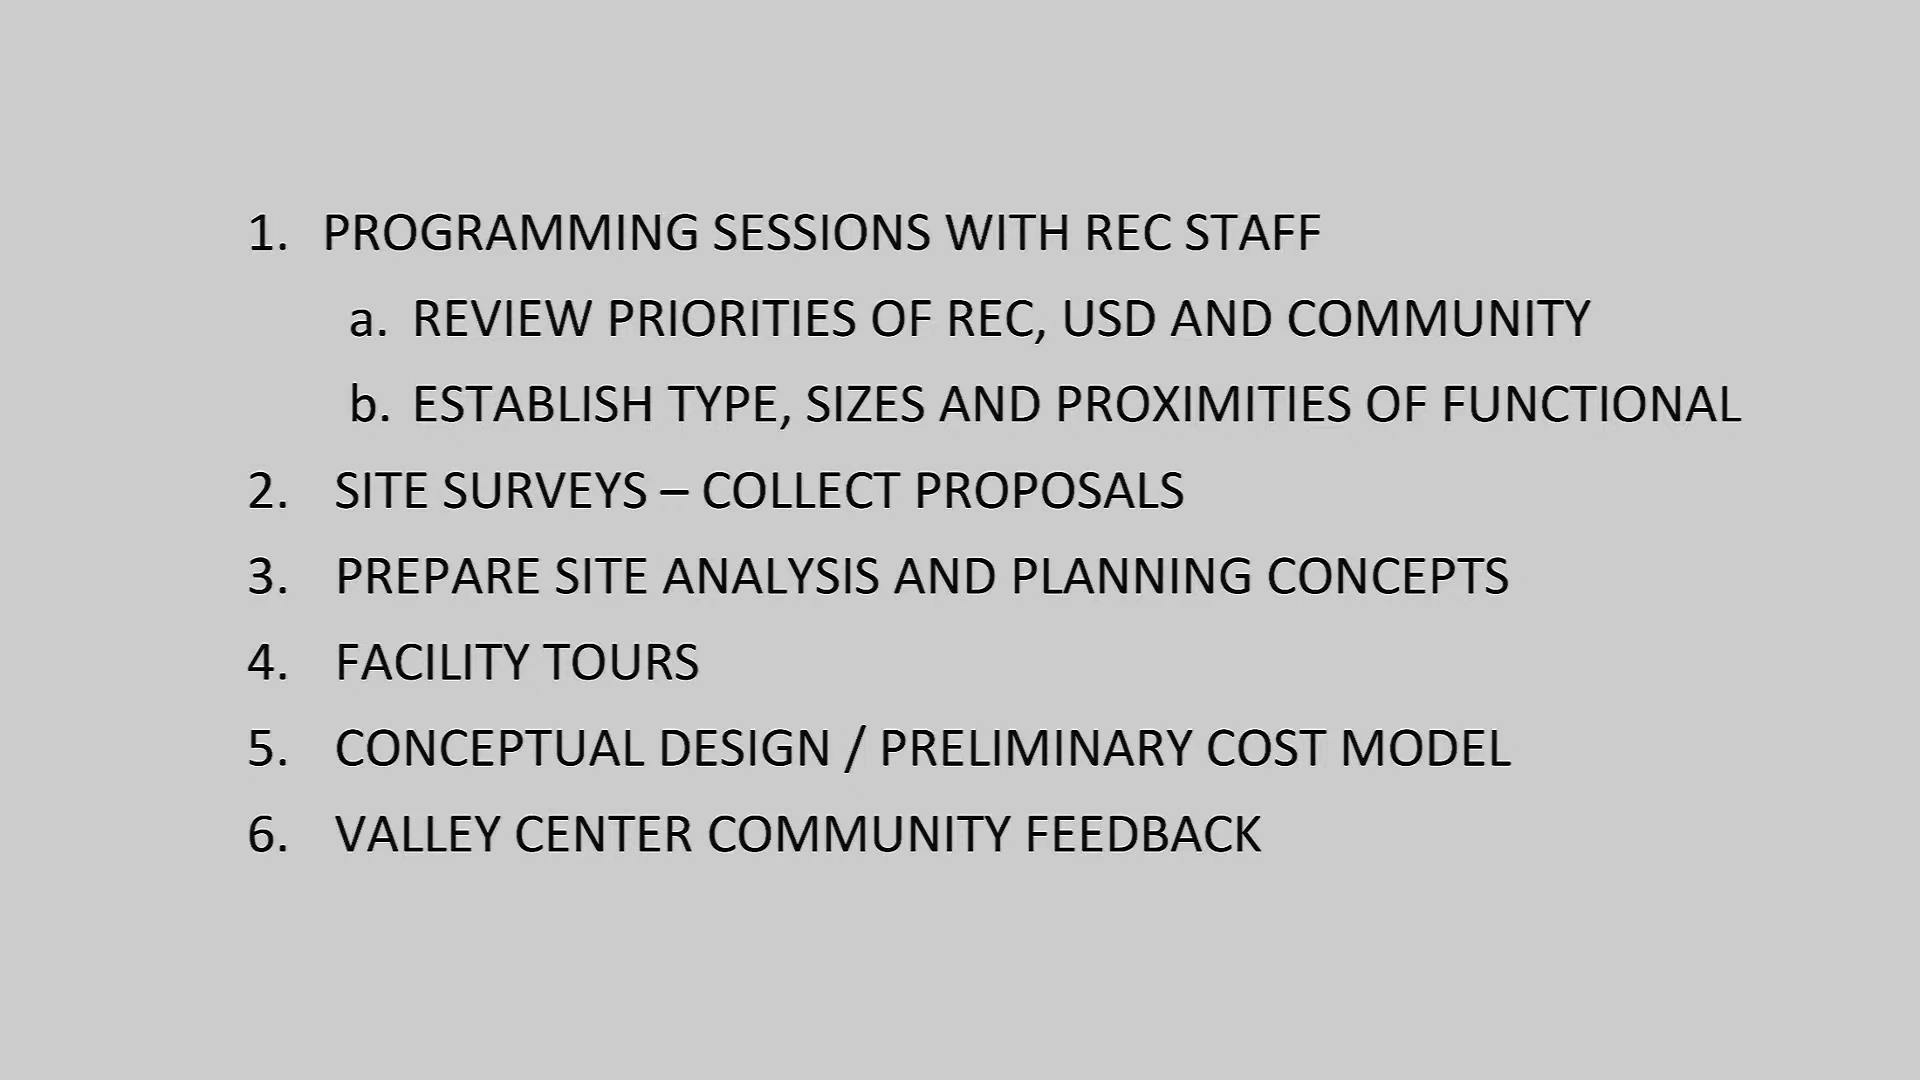 1. PROGRAMMING SESSIONS WITH REC STAFF
a. REVIEW PRIORITIES OF REC, USD AND COMMUNITY
b. ESTABLISH TYPE, SIZES AND PROXIMITIES OF FUNCTIONAL
2. SITE SURVEYS – COLLECT PROPOSALS
3. PREPARE SITE ANALYSIS AND PLANNING CONCEPTS
4. FACILITY TOURS
5. CONCEPTUAL DESIGN / PRELIMINARY COST MODEL
6. VALLEY CENTER COMMUNITY FEEDBACK